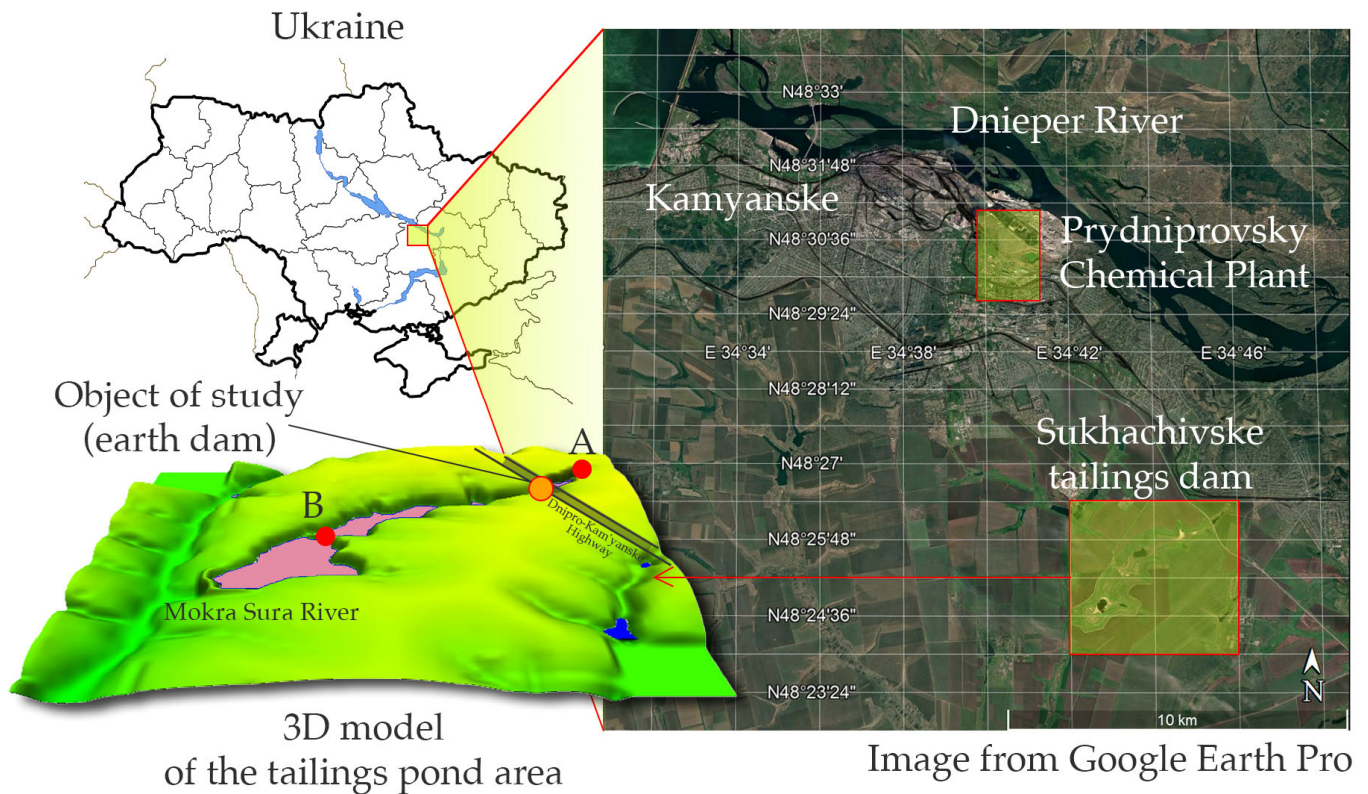 Ukraine
N48°33'
Dnieper River
N48°31'48"
Kamyanske
N48°30'36"
Prydniprovsky
Chemical Plant
N48°29'24"
E 34°34'
E 34°38'
E 34°42'
E 34°46'
N48°28'12"
Object of study
(earth dam)
A
B
Sukhachivske
tailings dam
N48°27'
Dnipro-Kam'yanske
Highway
N48°25'48"
Mokra Sura River
N48°24'36"
N48°23'24"
N
10 km
3D model
of the tailings pond area
Image from Google Earth Pro